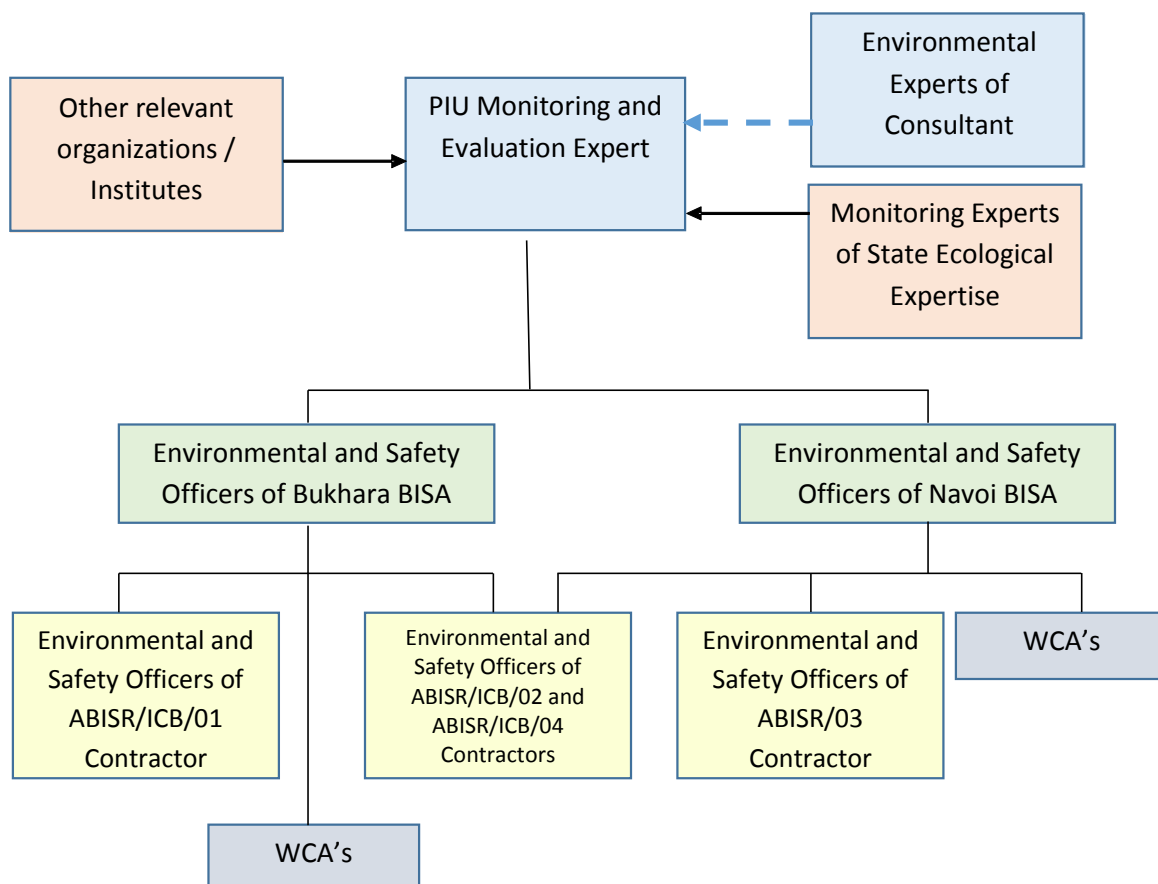 Other relevant
organizations /
Institutes
PIU Monitoring and
Evaluation Expert
Environmental
Experts of
Consultant
Monitoring Experts
of State Ecological
Expertise
Environmental and Safety
Officers of Bukhara BISA
Environmental and Safety
Officers of Navoi BISA
Environmental and
Safety Officers of
ABISR/ICB/01
Contractor
Environmental and
Safety Officers of
ABISR/ICB/02 and
ABISR/ICB/04
Contractors
Environmental and
Safety Officers of
ABISR/03
Contractor
WCA’s
WCA’s